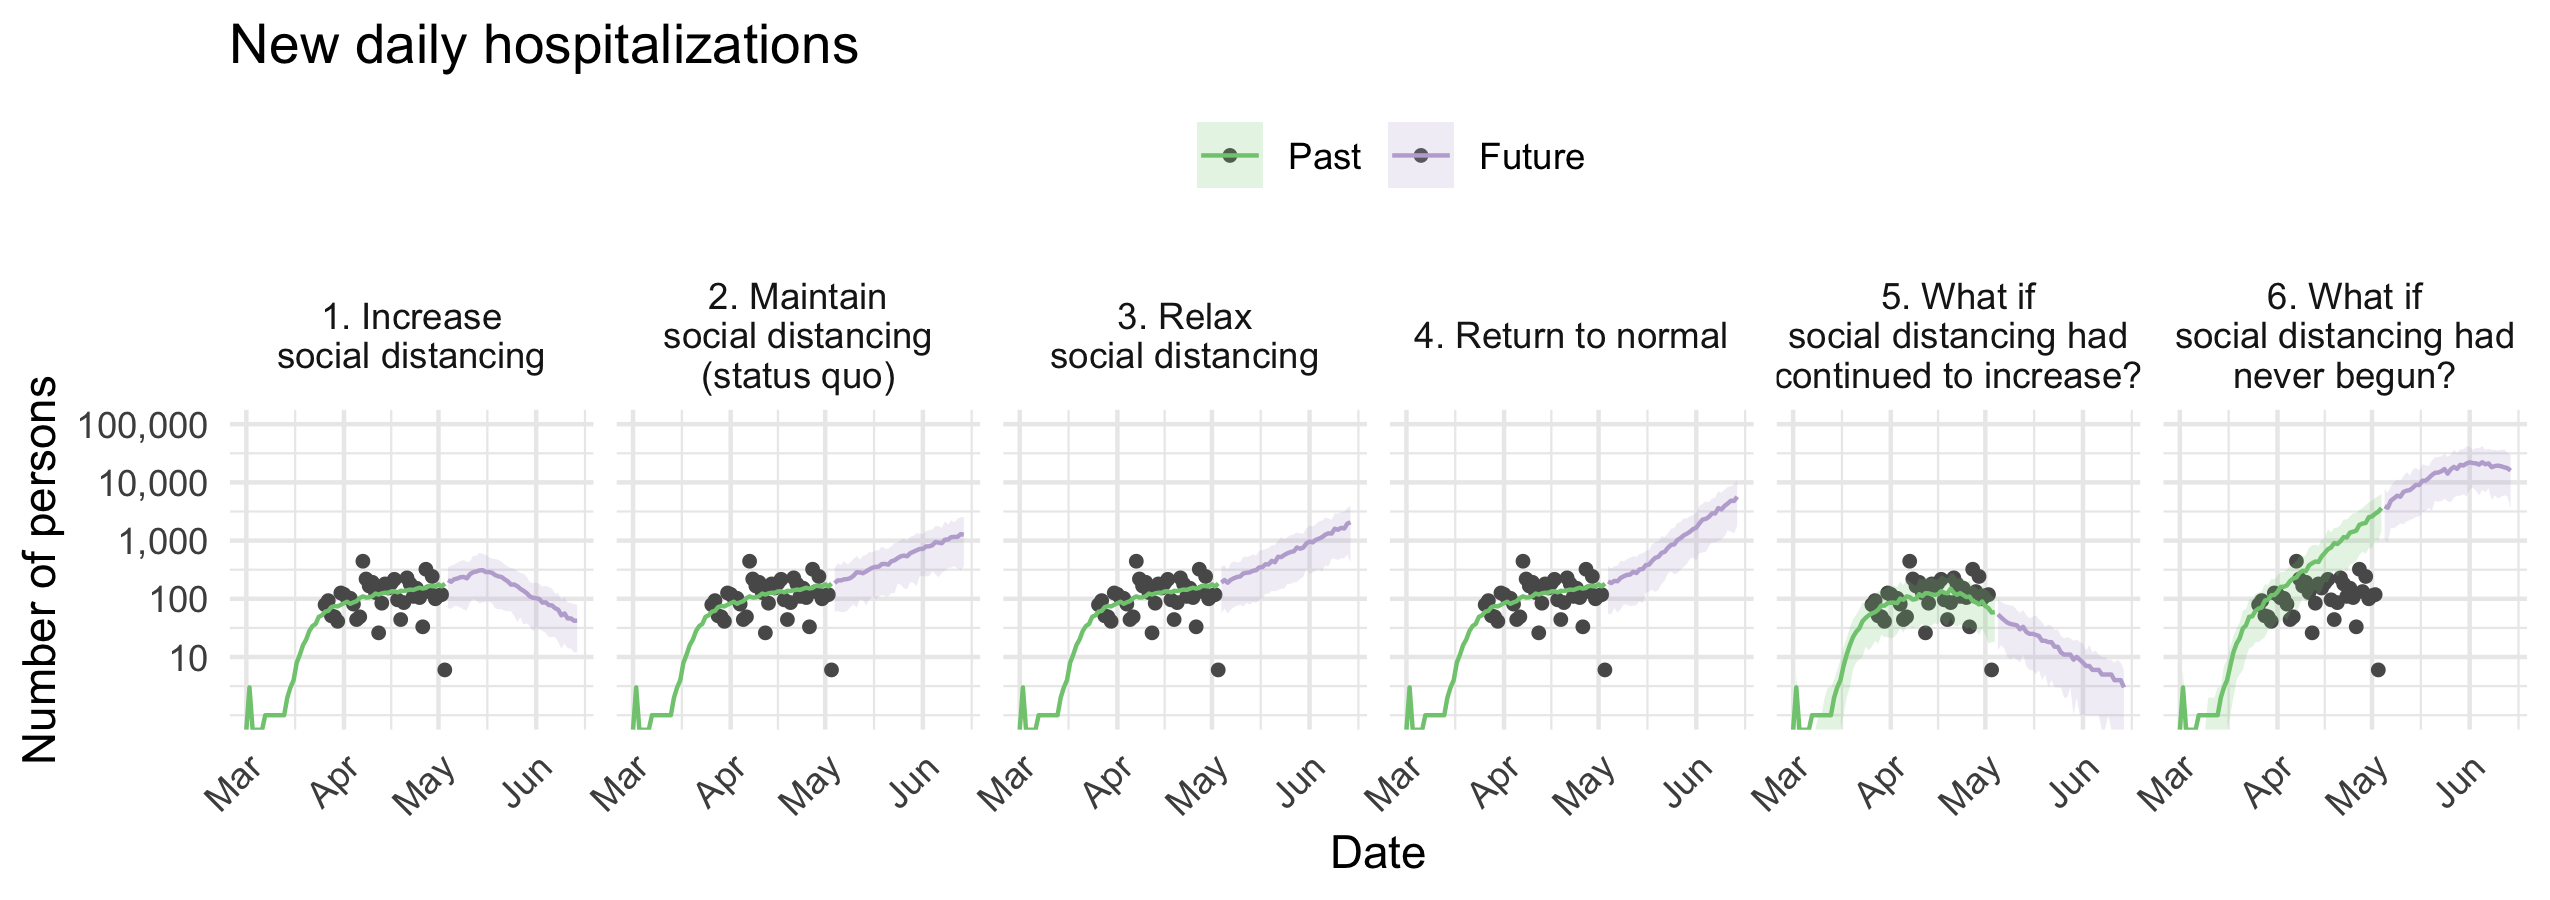 New daily hospitalizations
Past
Future
1. Increase
social distancing
2. Maintain
social distancing
(status quo)
3. Relax
social distancing
4. Return to normal
5. What if
social distancing had
continued to increase?
6. What if
social distancing had
never begun?
Number of persons
100,000
10,000
1,000
100
10
Mar
Apr
May
Jun
Mar
Apr
May
Jun
Mar
Apr
May
Jun
Mar
Apr
May
Jun
Mar
Apr
May
Jun
Mar
Apr
May
Jun
Date